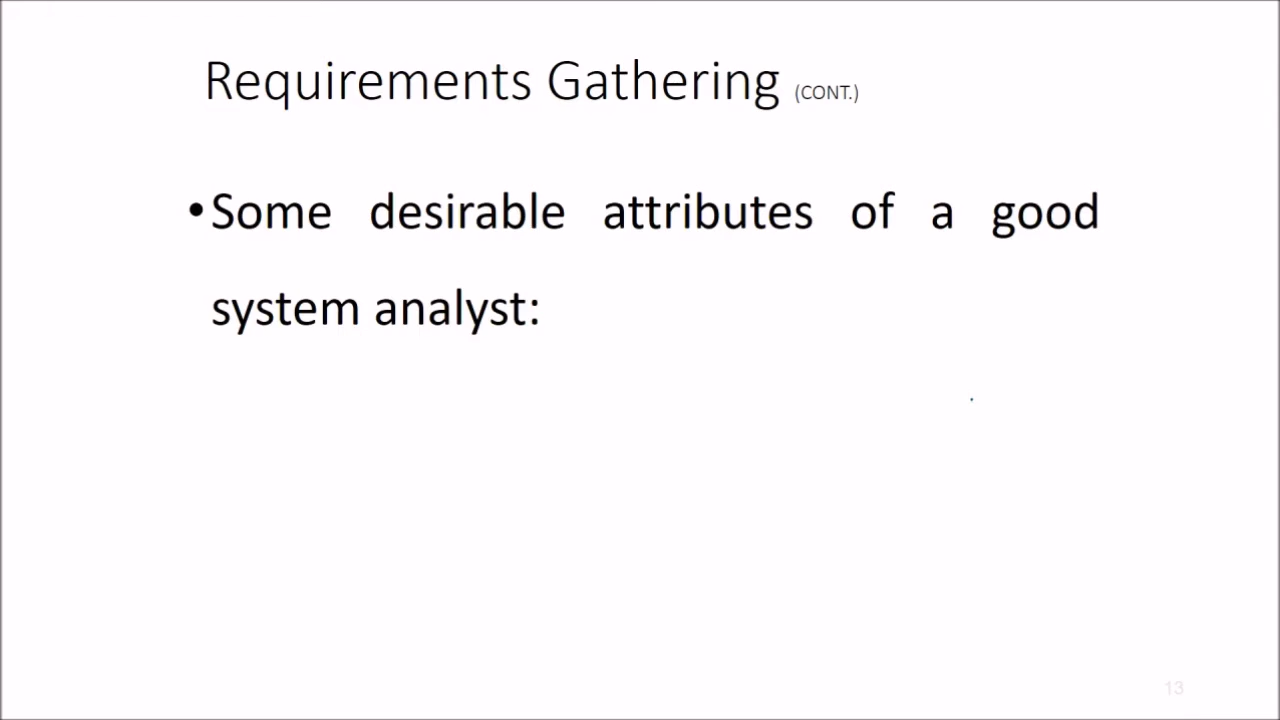 Requirements Gathering (CONT.)
•Some desirable attributes of a good
system analyst:
13